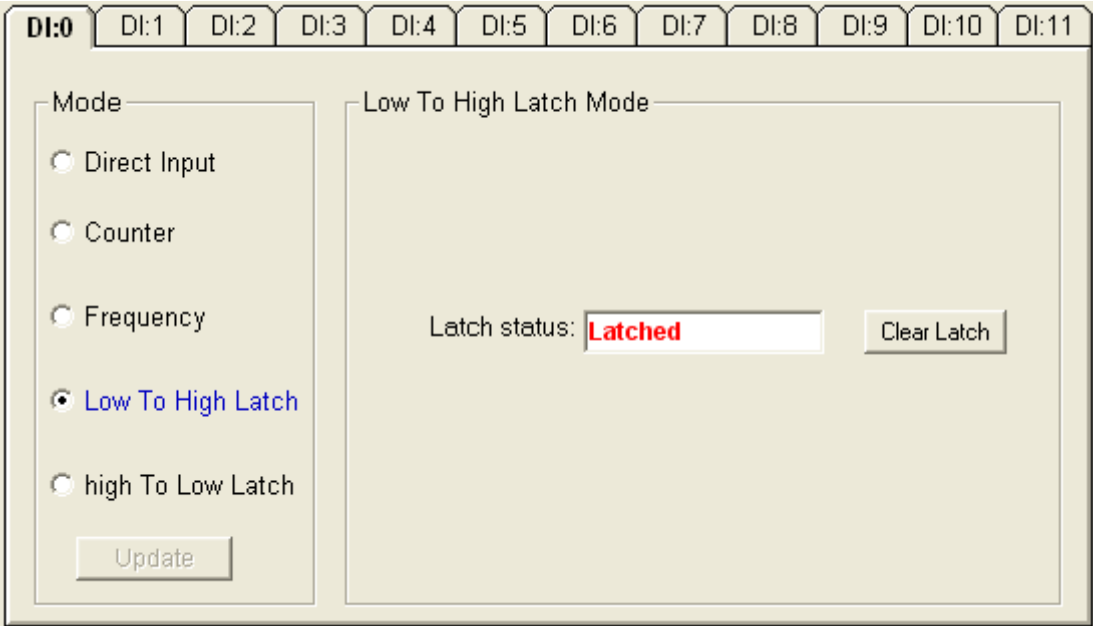 DI:0 DI:1 DI:2 DI:3 DI:4 DI:5 DI:6 DI:7 DI:8 DI:9 DI:10 DI:11
Mode
Direct Input
Counter
Frequency
Low To High Latch
high To Low Latch
Update
Low To High Latch Mode
Latch status: Latched Clear Latch